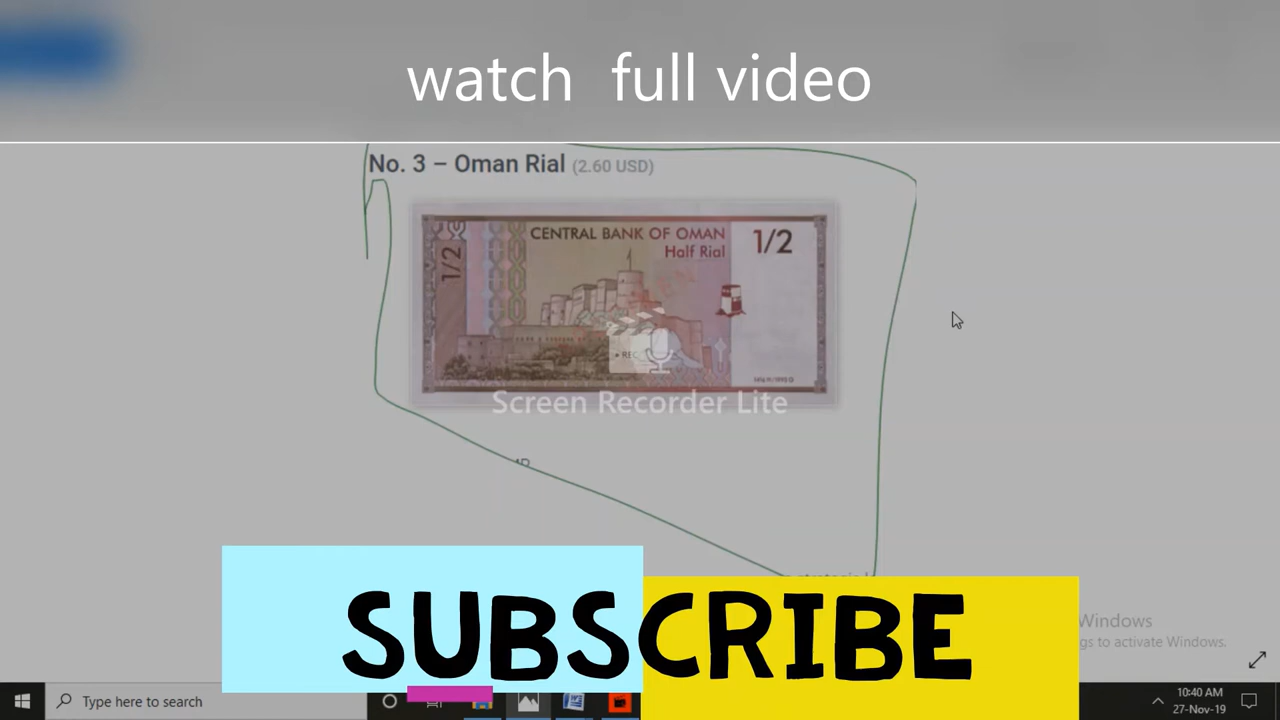 watch full video
No. 3 – Oman Rial (2.60 USD)
CENTRAL BANK OF OMAN
Half Rial
1/2
1/2
REC
Screen Recorder Lite
SUBSCRIBE
Windows
gs to activate Windows.
Type here to search
10:40 AM
27-Nov-19